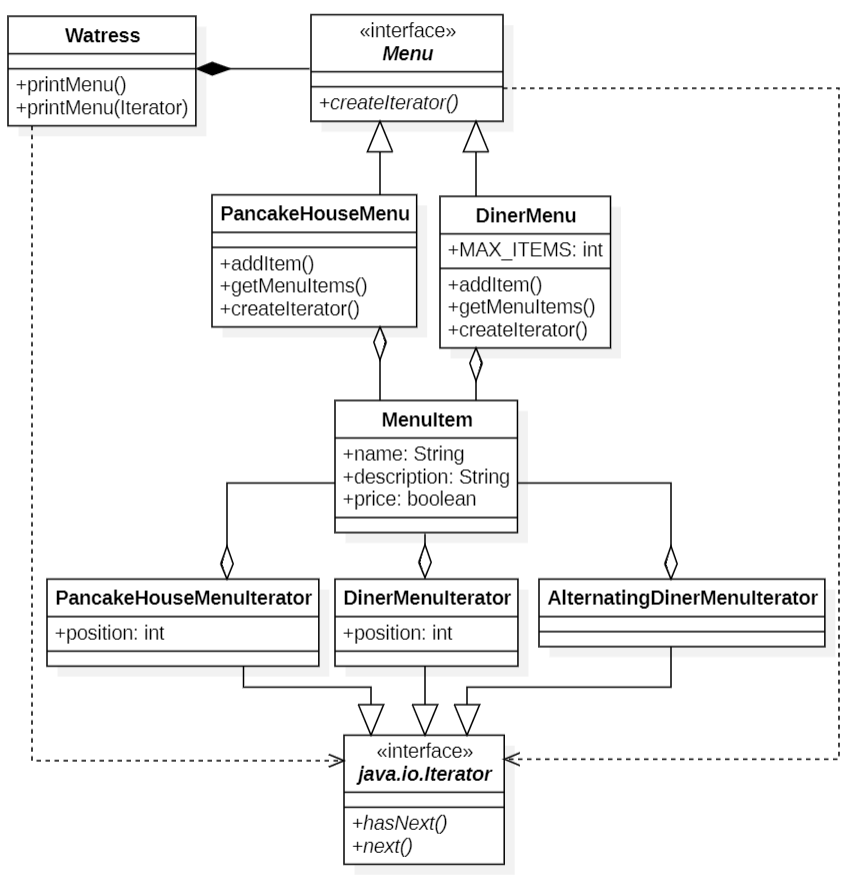 Watress
+printMenu()
+printMenu(Iterator)
«interface»
Menu
+createIterator()
PancakeHouseMenu
+addItem()
+getMenuItems()
+createIterator()
DinerMenu
+MAX_ITEMS: int
+addItem()
+getMenuItems()
+createIterator()
MenuItem
+name: String
+description: String
+price: boolean
PancakeHouseMenuIterator
+position: int
DinerMenuIterator
+position: int
AlternatingDinerMenuIterator
«interface»
java.io.Iterator
+hasNext()
+next()